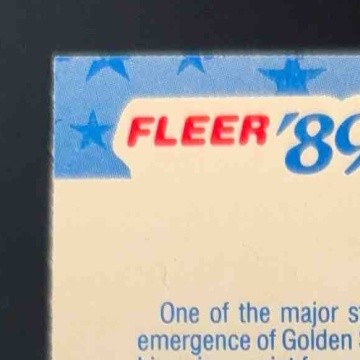 FLEER '89
One of the major
emergence of Golden